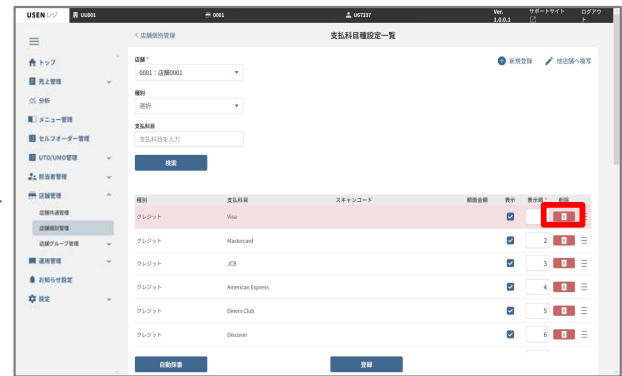 USEN レジ UU001 0001 U67337 Ver. 1.0.0.1 サポートサイト ログアウト
< 店舗個別管理 支払科目種設定一覧
トップ
売上管理
分析
メニュー管理
セルフオーダー管理
UTO/UMO管理
担当者管理
店舗管理
店舗共通管理
店舗個別管理
店舗グループ管理
運用管理
お知らせ設定
設定
店舗 *
0001:店舗0001
新規登録 他店舗へ複写
種別
選択
支払科目
支払科目を入力
検索
種別 支払科目 スキャンコード 額面金額 表示 表示順 * 削除
クレジット Visa
クレジット Mastercard 2
クレジット JCB 3
クレジット American Express 4
クレジット Diners Club 5
クレジット Discover 6
自動採番 登録